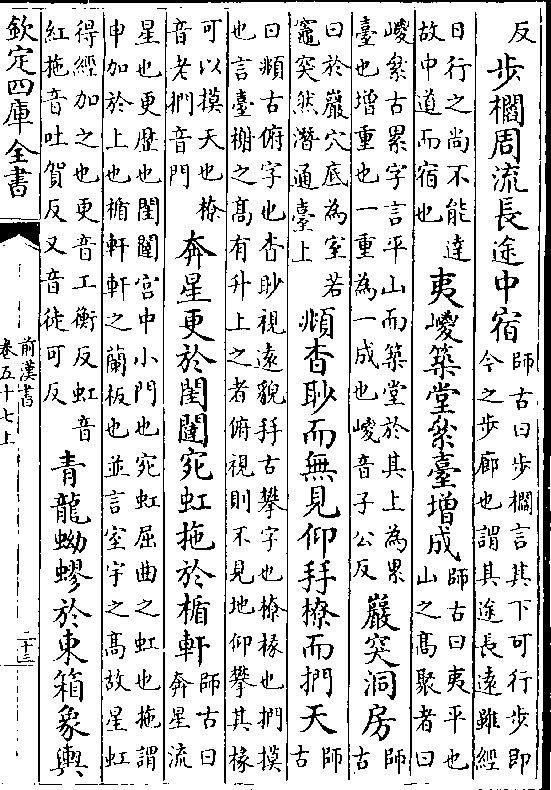 反
步櫩周流長途中宿
師古曰步櫩言其下可行步即
今之步廊也謂其途長遠雖經
日行之尚不能達
故中道而宿也
夷嵕築堂絫臺增成
師古曰夷平也
山之髙聚者曰
嵕絫古累字言平山而築堂於其上為累
臺也增重也一重為一成也嵕音子公反
巖突洞房
師
古
曰於巖穴底為室若
竈突然潛通臺上
頫杳眇而無見仰𢪎橑而捫天
師
古
曰頫古俯字也杳眇視遠貌𢪎古攀字也橑椽也捫摸
也言臺榭之髙有升上之者俯視則不見地仰攀其椽
可以摸天也橑
音老捫音門
奔星更於閨闥宛虹拖於楯軒
師古曰
奔星流
星也更歷也閨闥宮中小門也宛虹屈曲之虹也拖謂
申加於上也楯軒軒之蘭板也並言室宇之髙故星虹
得經加之也更音工衡反虹音
紅拖音吐賀反又音徒可反
青龍蚴蟉於東箱象輿
欽定四庫全書
前漢書
卷五十七上
二十三